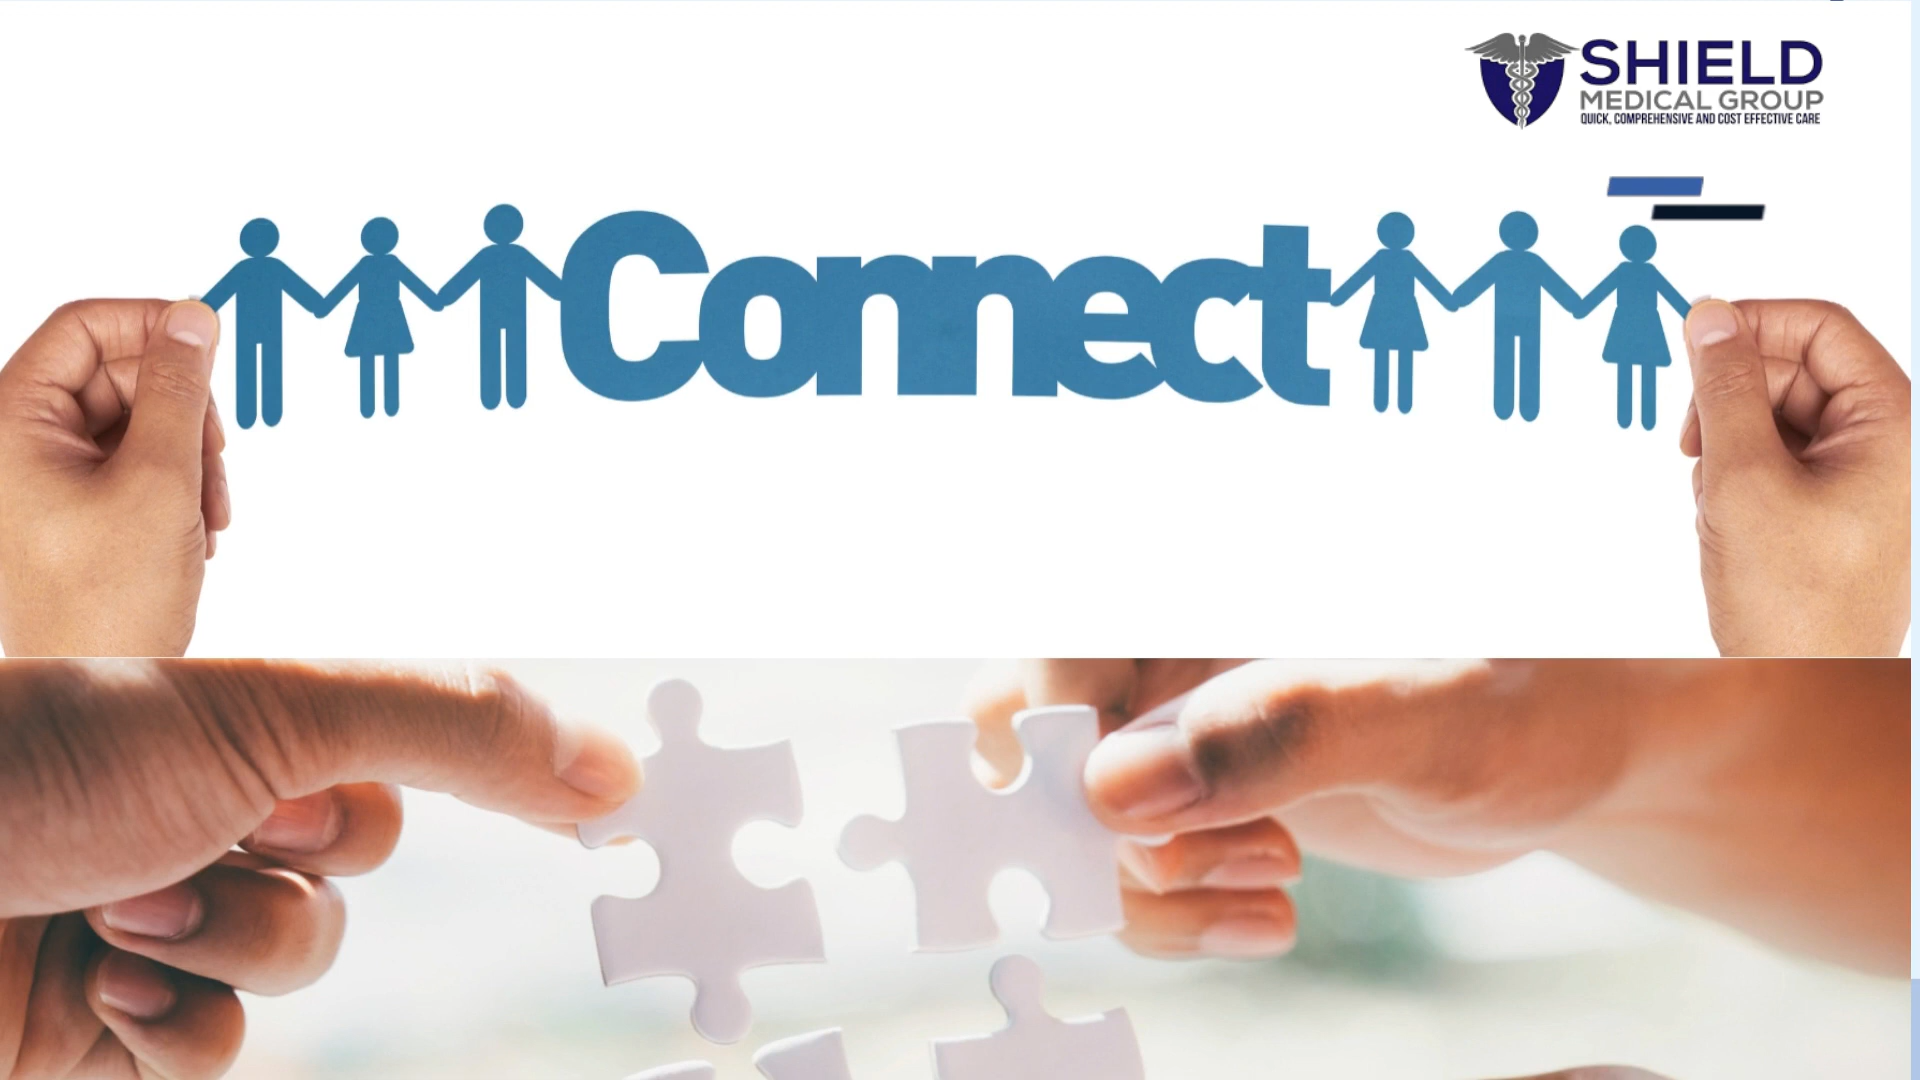 SHIELD
MEDICAL GROUP
QUICK, COMPREHENSIVE AND COST EFFECTIVE CARE
Connect